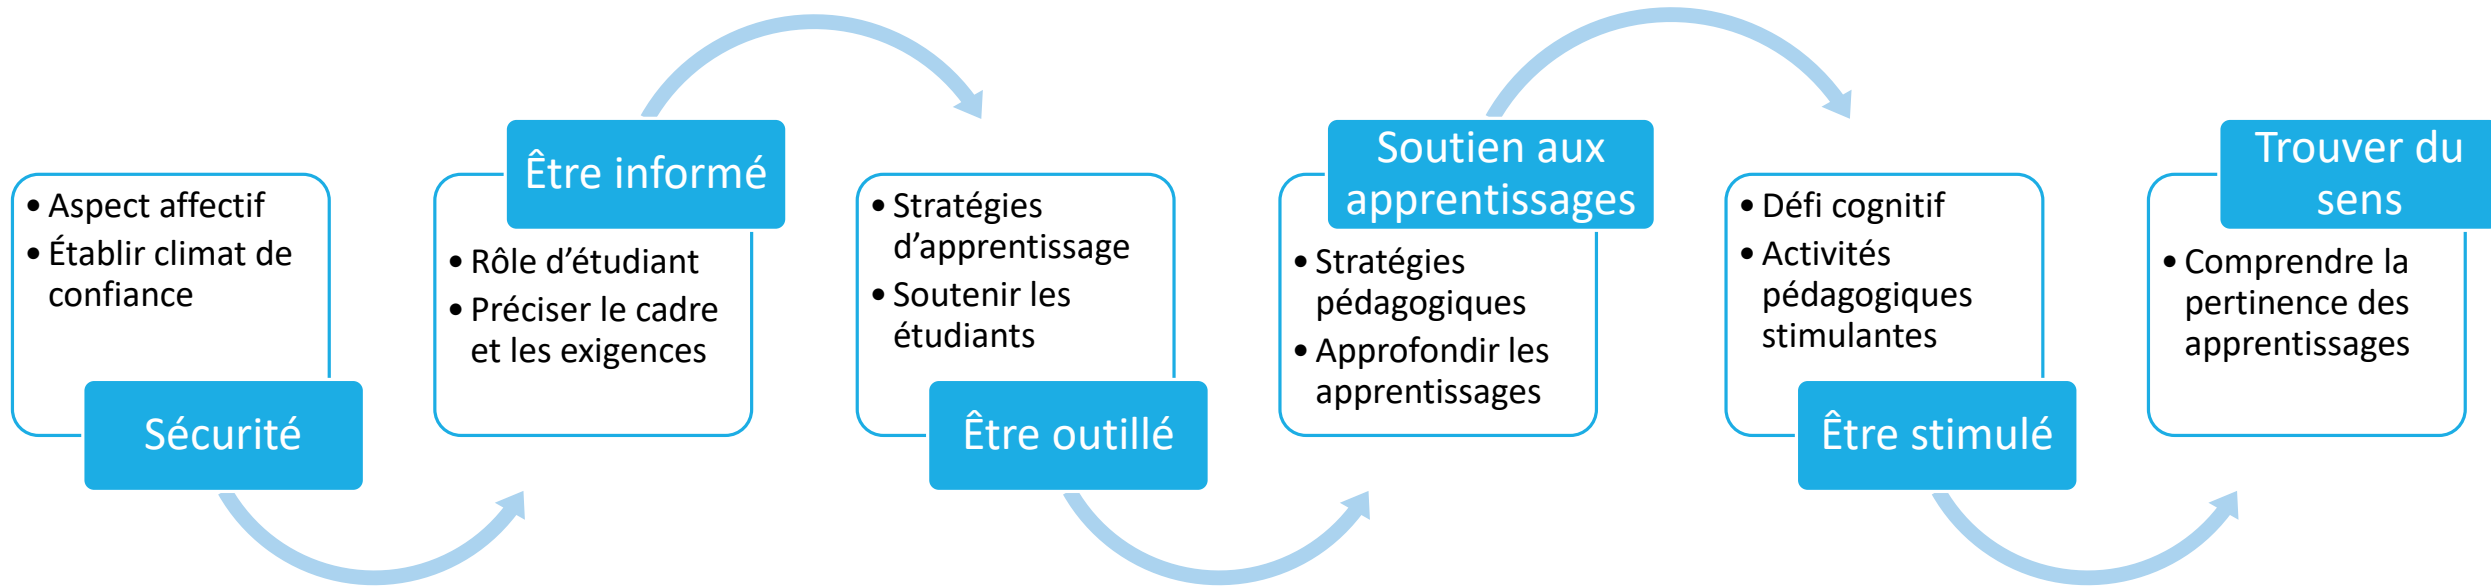 • Aspect affectif
• Établir climat de
confiance
Sécurité
Être informé
• Rôle d’étudiant
• Préciser le cadre
et les exigences
• Stratégies
d’apprentissage
• Soutenir les
étudiants
Être outillé
Soutien aux
apprentissages
• Stratégies
pédagogiques
• Approfondir les
apprentissages
• Défi cognitif
• Activités
pédagogiques
stimulantes
Être stimulé
Trouver du
sens
• Comprendre la
pertinence des
apprentissages